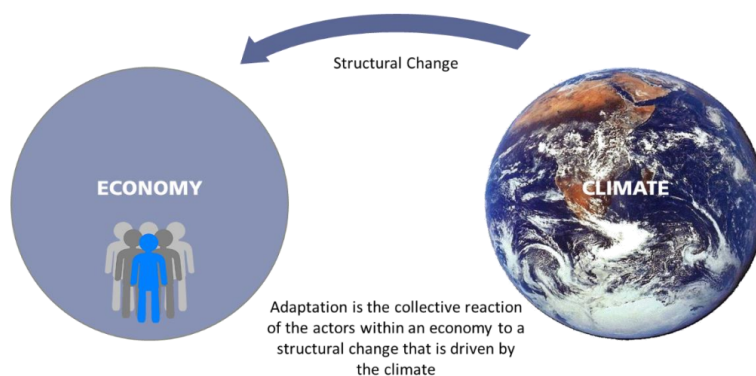 Structural Change
ECONOMY
CLIMATE
Adaptation is the collective reaction
of the actors within an economy to a
structural change that is driven by
the climate